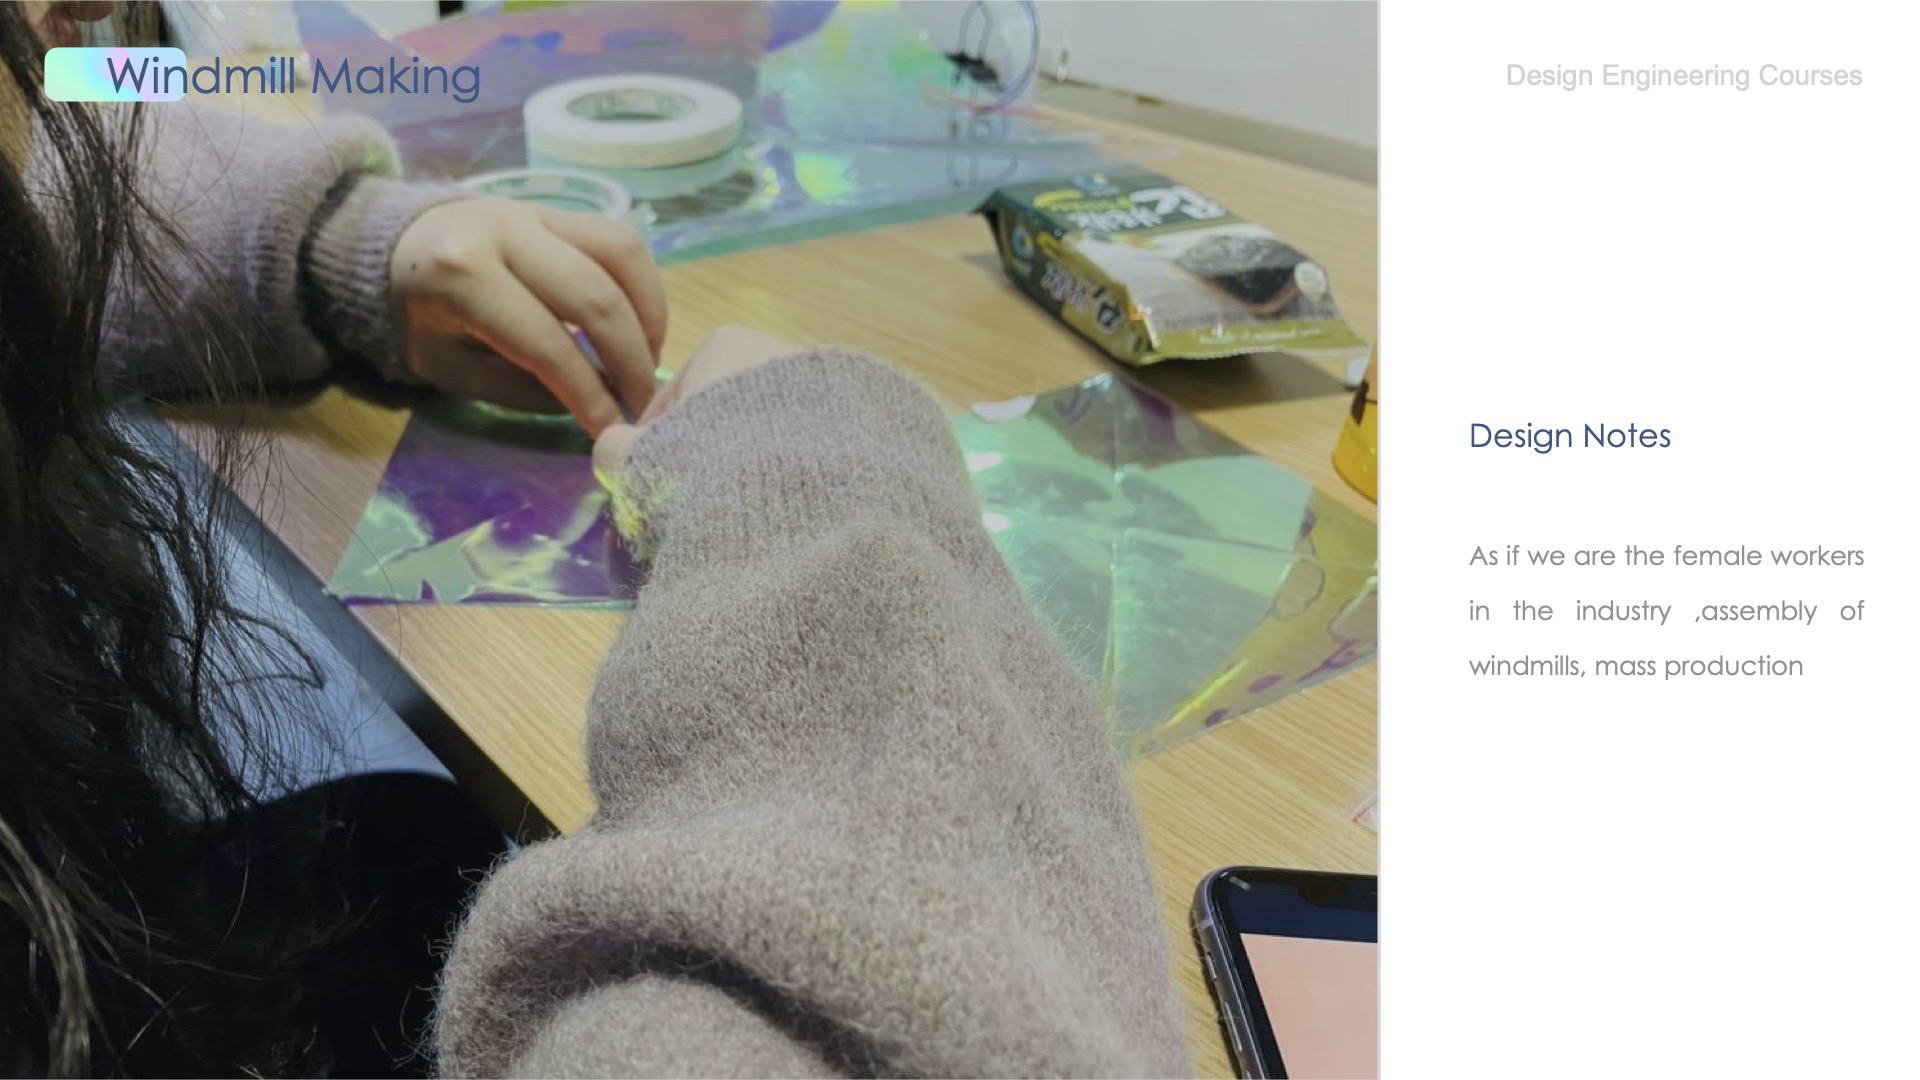 Windmill Making
Design Engineering Courses
Design Notes
As if we are the female workers
in the industry ,assembly of
windmills, mass production